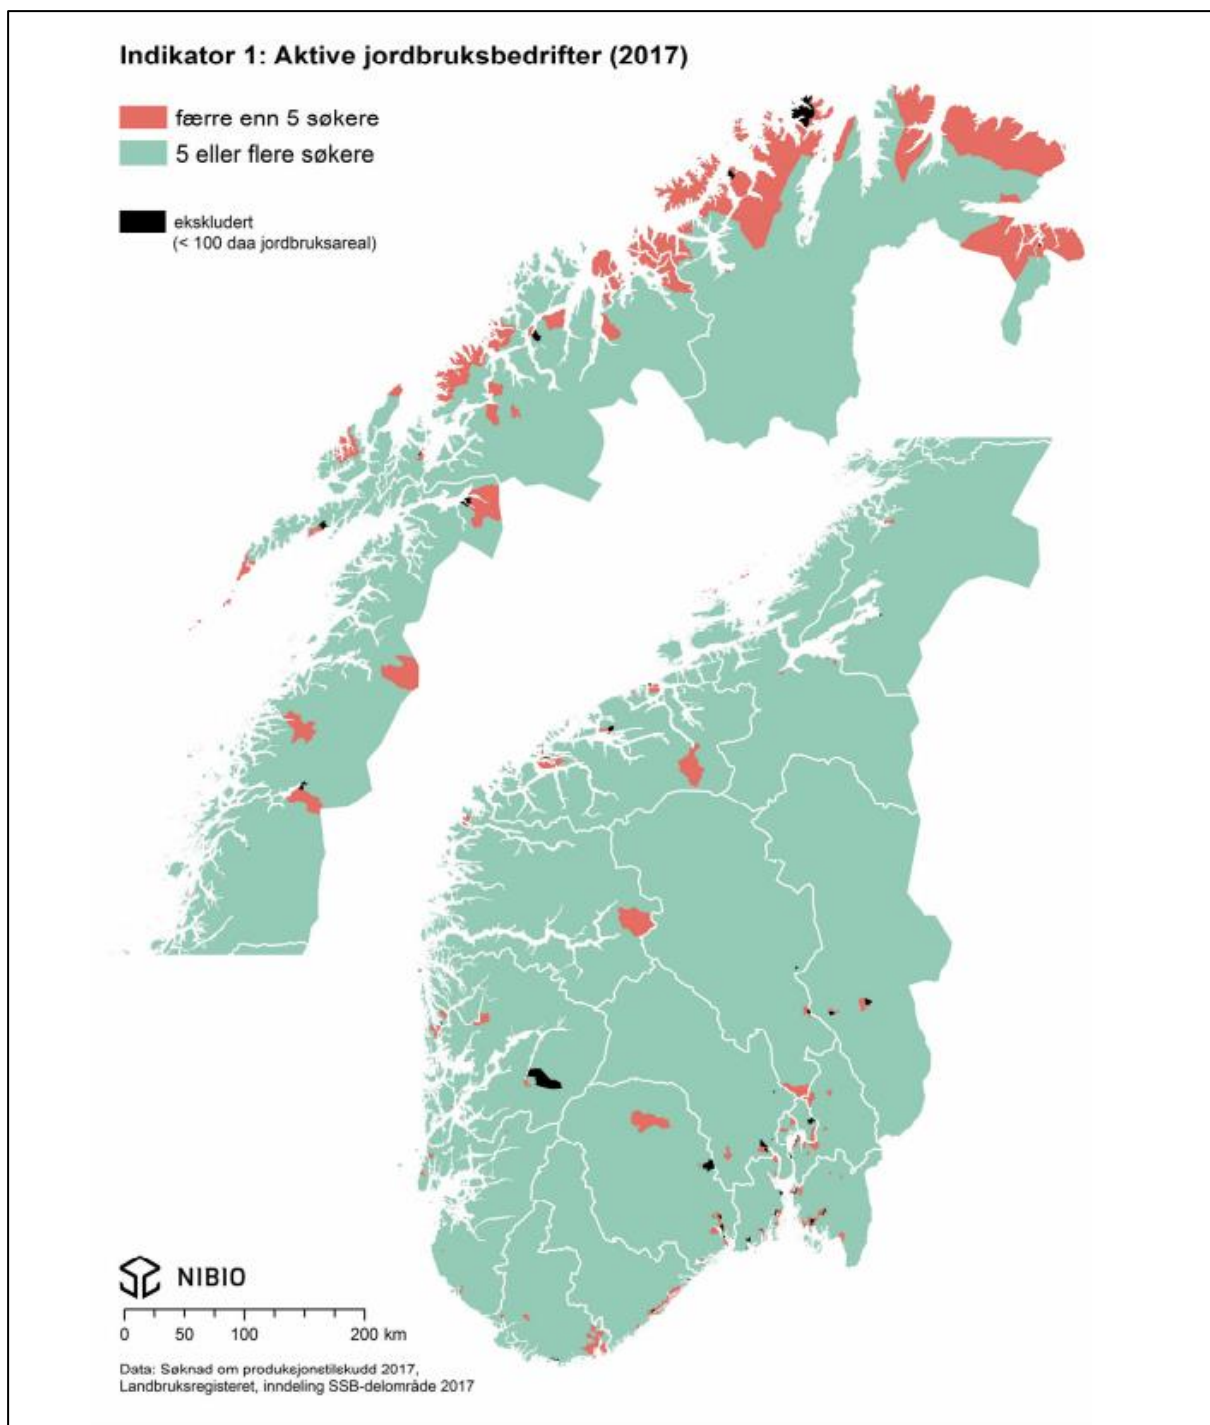 Indikator 1: Aktive jordbruksbedrifter (2017)
færre enn 5 søkere
5 eller flere søkere
ekskludert
(< 100 daa jordbruksareal)
NIBIO
0 50 100 200 km
Data: Søknad om produksjonstilskudd 2017,
Landbruksregisteret, inndeling SSB-delområde 2017